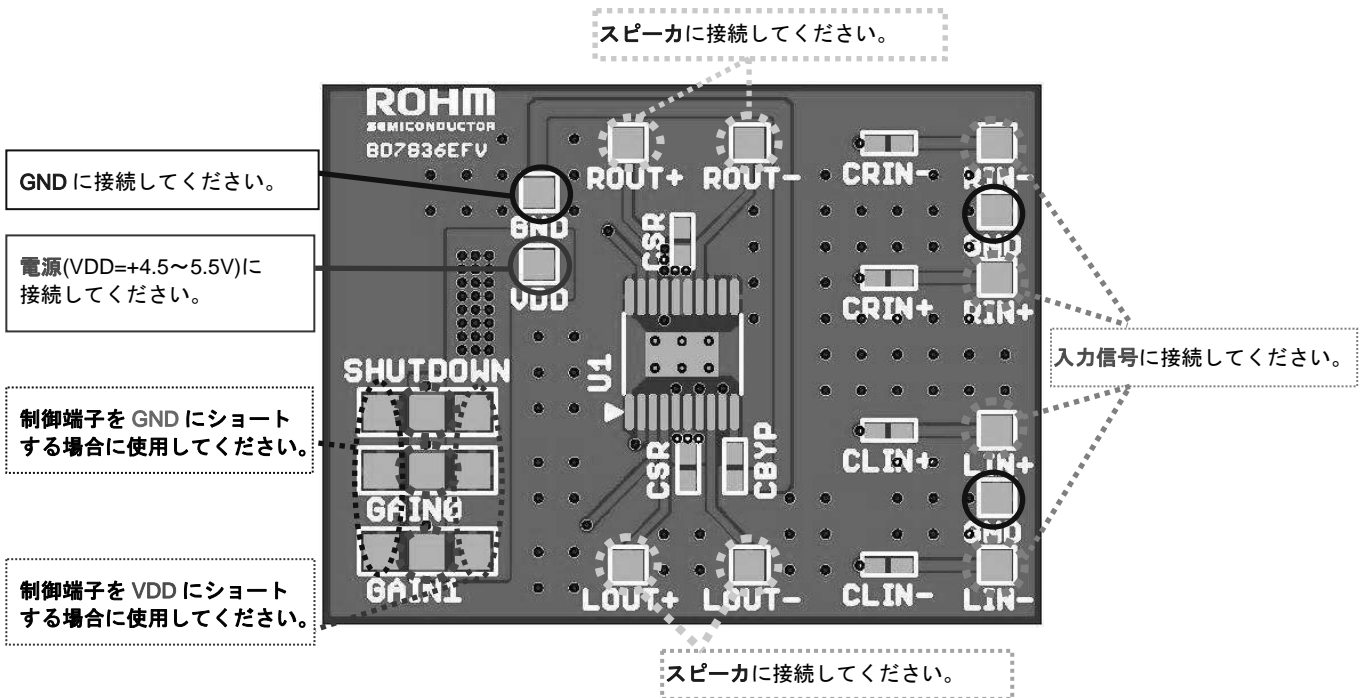 スピーカに接続してください。
ROHM
SEMICONDUCTOR
BD7836EFV
GND に接続してください。
ROUT+ ROUT-
CRIN-
RIN-
GND
CSR
GND
電源(VDD=+4.5～5.5V)に
接続してください。
VDD
CRIN+
RIN+
入力信号に接続してください。
SHUTDOWN
U1
制御端子を GND にショート
する場合に使用してください。
CSR
CBYP
CLIN+
LIN+
GAIN0
GND
制御端子を VDD にショート
する場合に使用してください。
GAIN1
LOUT+ LOUT-
CLIN-
LIN-
スピーカに接続してください。